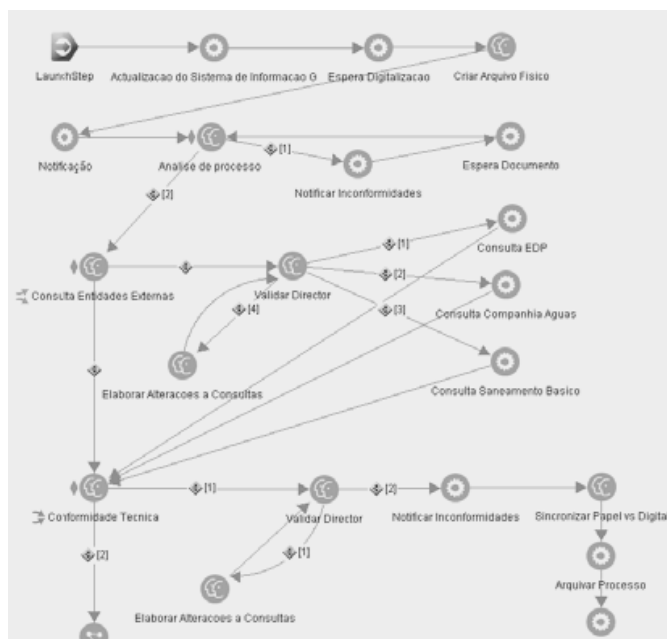 LaunchStep
Actualizacao do Sistema de Informacao G
Espera Digitalizacao
Criar Arquivo Fisico
Notificação
Analise de processo
[1]
Espera Documento
Notificar Inconformidades
[2]
[1]
Consulta EDP
[2]
Consulta Entidades Externas
Validar Director
[4]
[3]
Consulta Companhia Aguas
Elaborar Alteracoes a Consultas
Consulta Saneamento Basico
[1]
[2]
Conformidade Tecnica
Validar Director
Notificar Inconformidades
Sincronizar Papel vs Digita
[2]
[1]
Arquivar Processo
Elaborar Alteracoes a Consultas